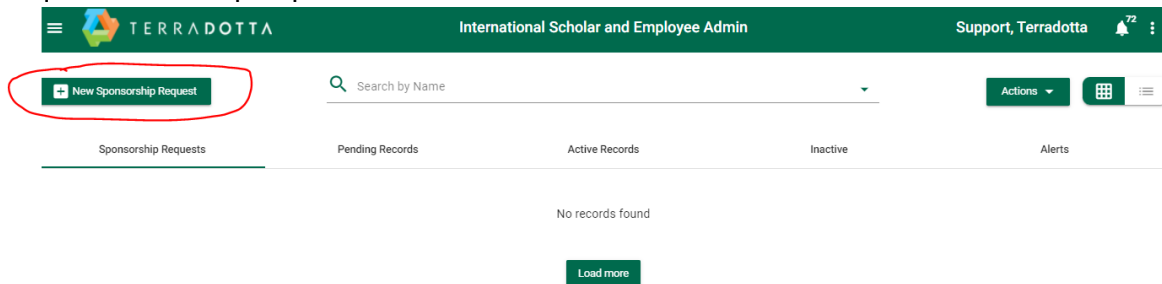 TERRADOTTA International Scholar and Employee Admin Support, Terradotta 72
New Sponsorship Request Search by Name Actions
Sponsorship Requests Pending Records Active Records Inactive Alerts
No records found
Load more